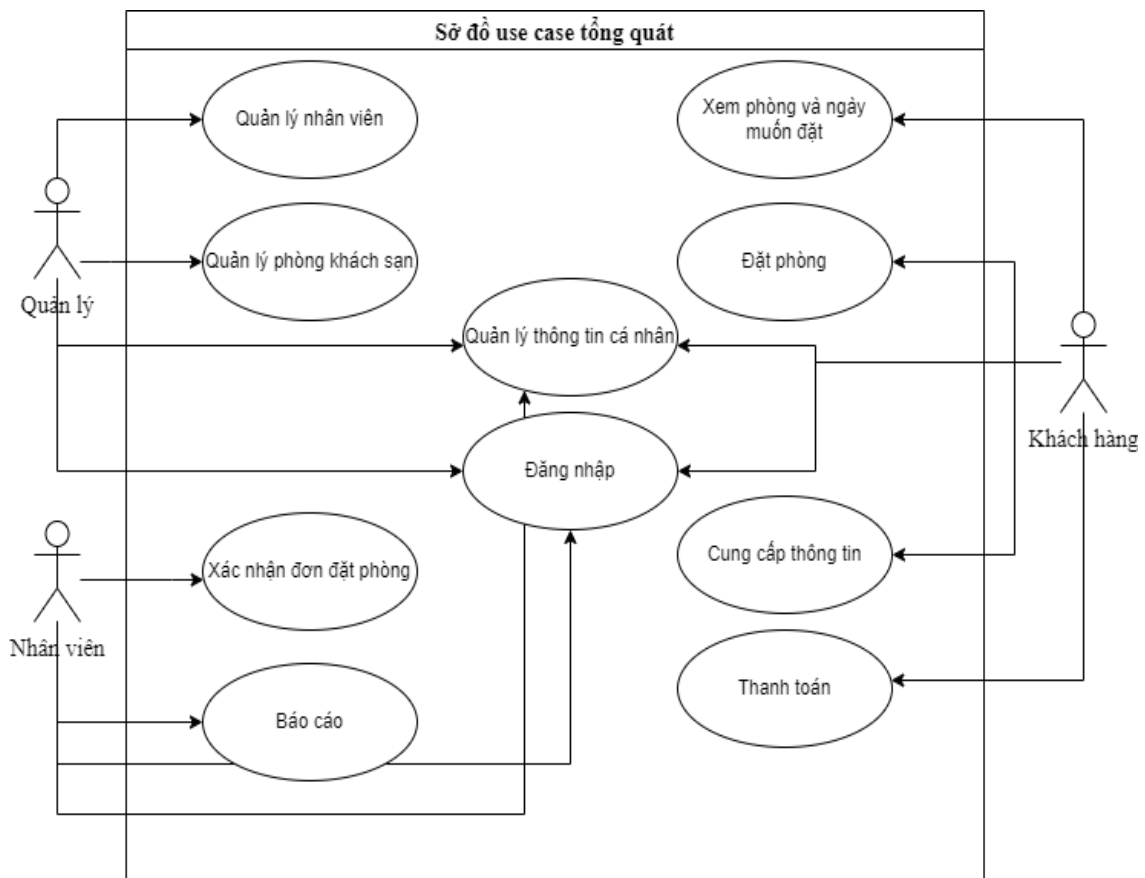 Sở đồ use case tổng quát
Quản lý nhân viên
Xem phòng và ngày
muốn đặt
Quản lý phòng khách sạn
Đặt phòng
Quản lý
Quản lý thông tin cá nhân
Khách hàng
Đăng nhập
Cung cấp thông tin
Xác nhận đơn đặt phòng
Nhân viên
Thanh toán
Báo cáo